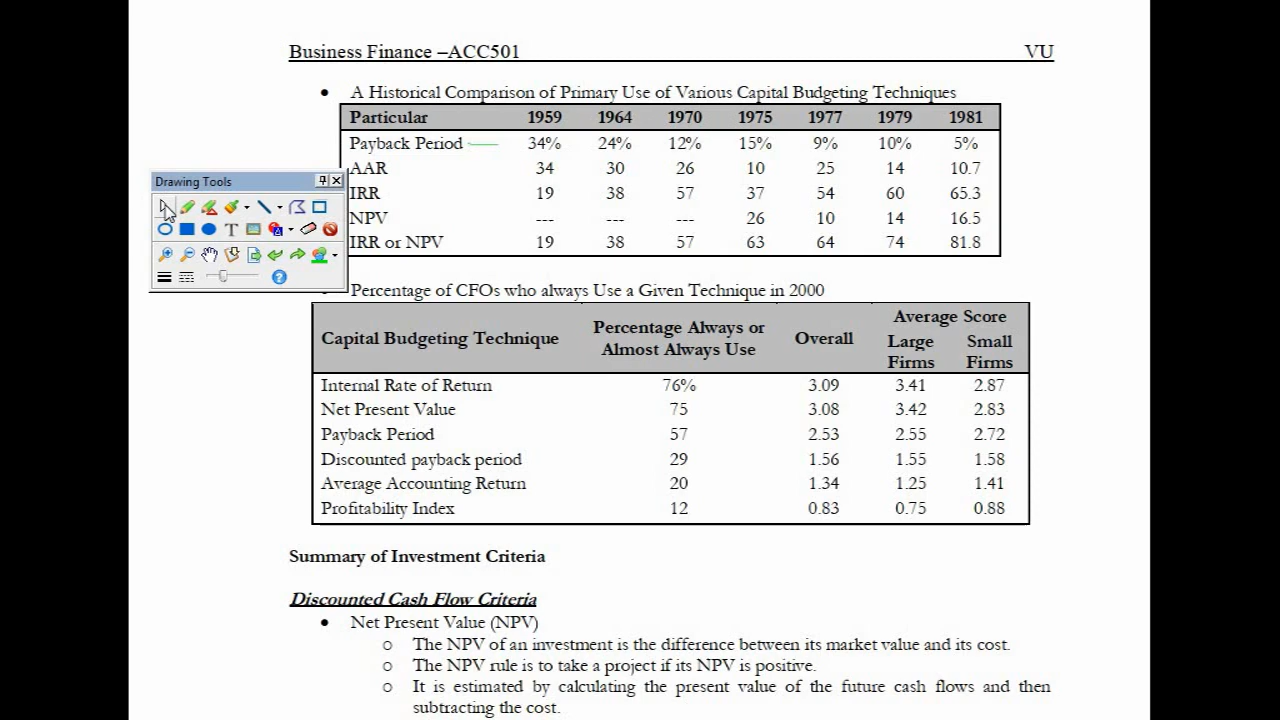 Business Finance –ACC501 VU
• A Historical Comparison of Primary Use of Various Capital Budgeting Techniques
Particular 1959 1964 1970 1975 1977 1979 1981
Payback Period 34% 24% 12% 15% 9% 10% 5%
AAR 34 30 26 10 25 14 10.7
Drawing Tools
IRR 19 38 57 37 54 60 65.3
NPV --- --- --- 26 10 14 16.5
IRR or NPV 19 38 57 63 64 74 81.8
Percentage of CFOs who always Use a Given Technique in 2000
Capital Budgeting Technique Percentage Always or Almost Always Use Overall Average Score Large Firms Small Firms
Internal Rate of Return 76% 3.09 3.41 2.87
Net Present Value 75 3.08 3.42 2.83
Payback Period 57 2.53 2.55 2.72
Discounted payback period 29 1.56 1.55 1.58
Average Accounting Return 20 1.34 1.25 1.41
Profitability Index 12 0.83 0.75 0.88
Summary of Investment Criteria
Discounted Cash Flow Criteria
• Net Present Value (NPV)
o The NPV of an investment is the difference between its market value and its cost.
o The NPV rule is to take a project if its NPV is positive.
o It is estimated by calculating the present value of the future cash flows and then
subtracting the cost.